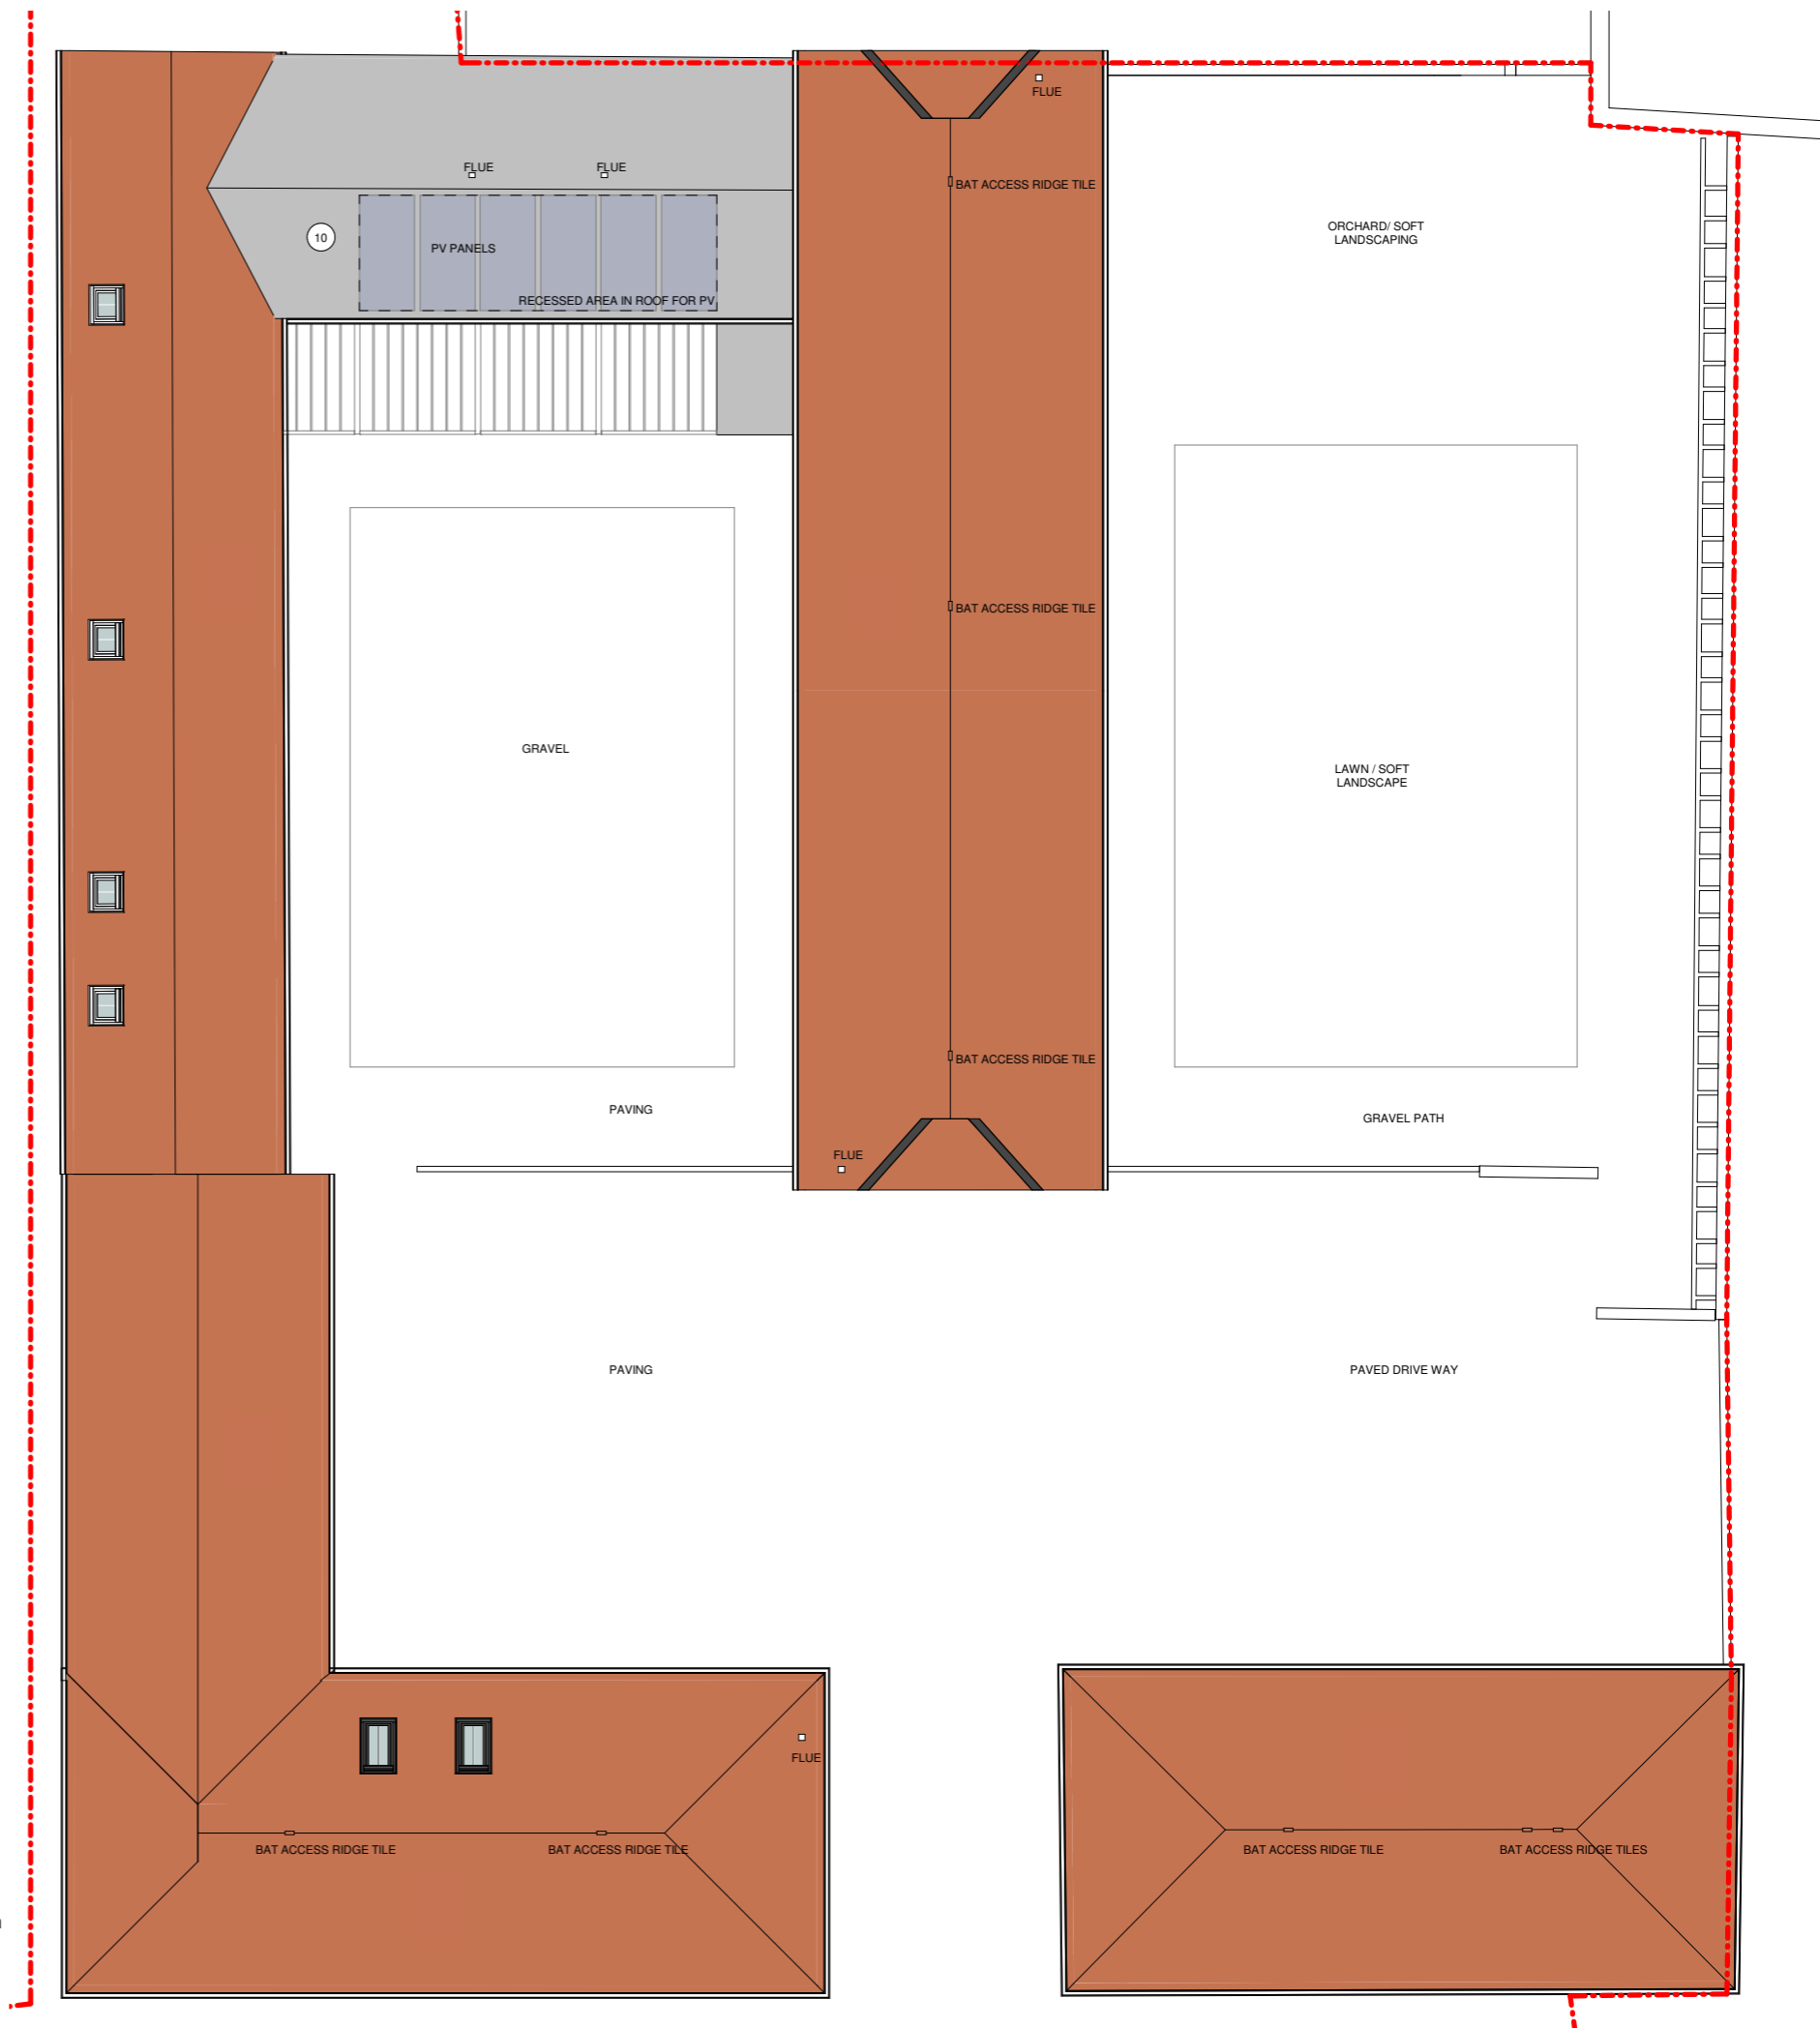 FLUE
FLUE
FLUE
BAT ACCESS RIDGE TILE
ORCHARD/ SOFT
LANDSCAPING
10
PV PANELS
RECESSED AREA IN ROOF FOR PV
BAT ACCESS RIDGE TILE
GRAVEL
LAWN / SOFT
LANDSCAPE
BAT ACCESS RIDGE TILE
PAVING
GRAVEL PATH
FLUE
PAVING
PAVED DRIVE WAY
FLUE
BAT ACCESS RIDGE TILE
BAT ACCESS RIDGE TILE
BAT ACCESS RIDGE TILE
BAT ACCESS RIDGE TILES